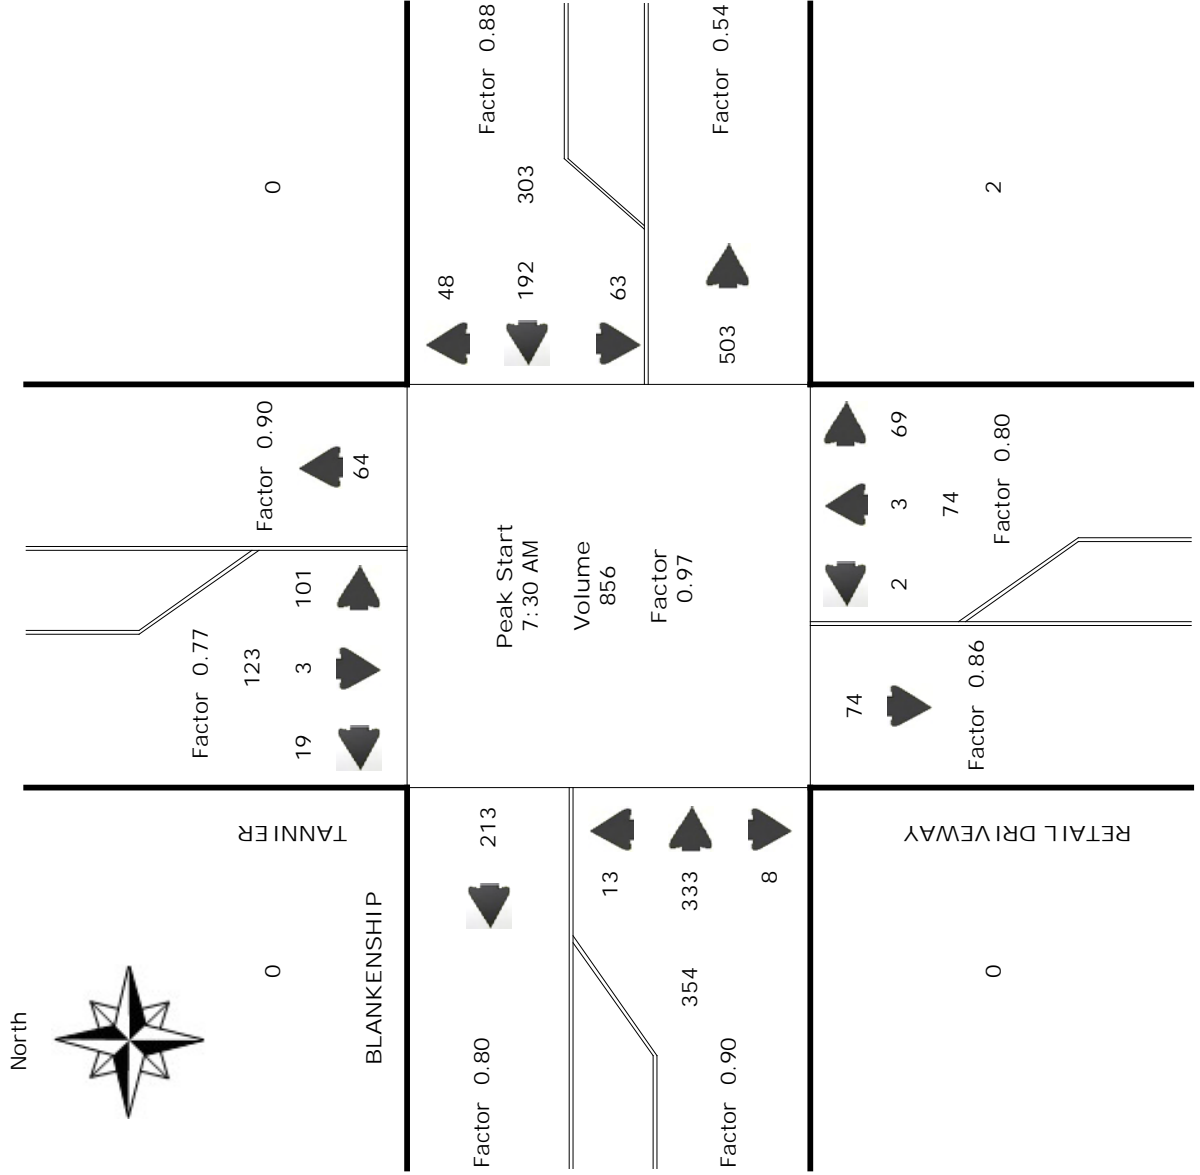 North
0
0
Factor 0.88
303
48
192
63
503
Factor 0.54
TANNIER
BLANKENSHIP
Factor 0.77
123
19
3
101
Factor 0.90
64
Peak Start
7:30 AM
Volume
856
Factor
0.97
213
Factor 0.80
13
333
8
354
Factor 0.90
2
3
69
74
Factor 0.80
74
Factor 0.86
RETAIL DRIVEWAY
0
2